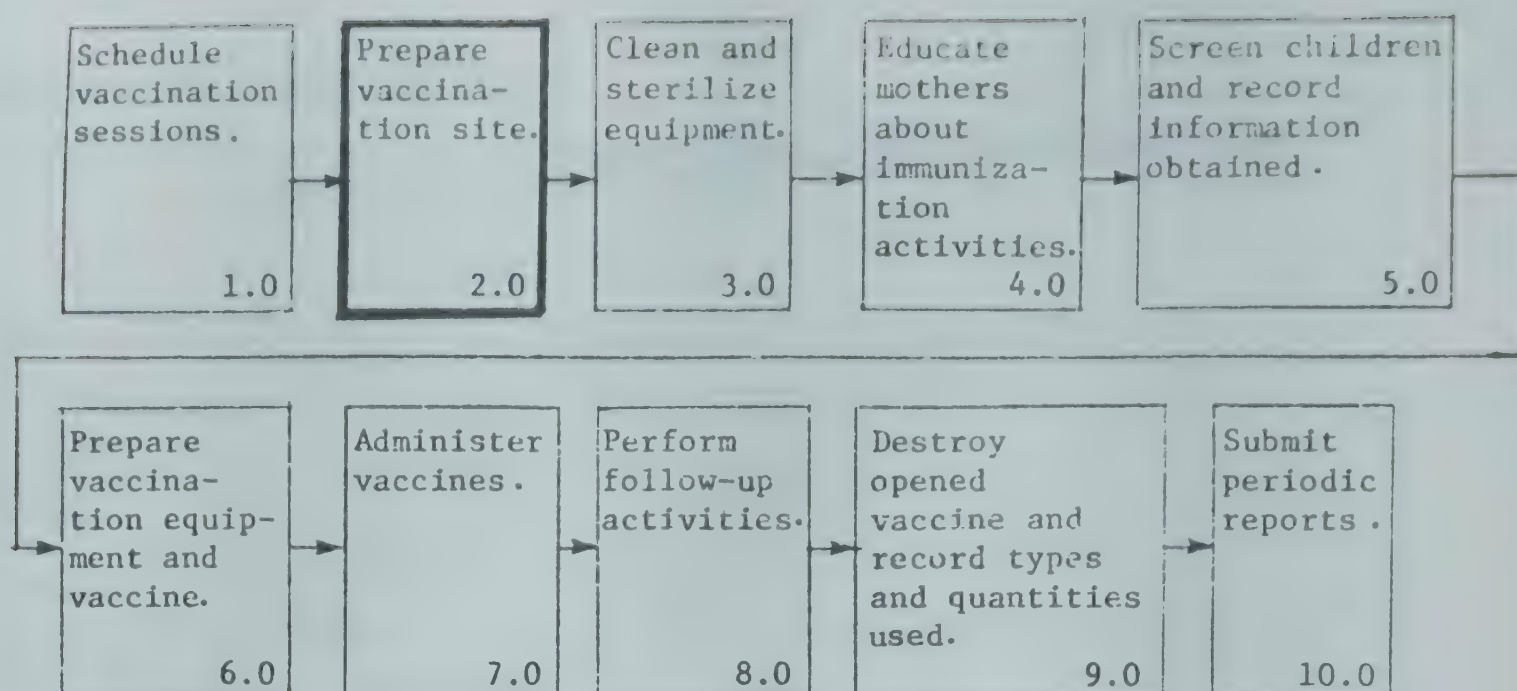 Schedule
vaccination
sessions.
1.0
Prepare
vaccina-
tion site.
2.0
Clean and
sterilize
equipment.
3.0
Educate
mothers
about
immuniza-
tion
activities.
4.0
Screen children
and record
information
obtained.
5.0
Prepare
vaccina-
tion equip-
ment and
vaccine.
6.0
Administer
vaccines.
7.0
Perform
follow-up
activities.
8.0
Destroy
opened
vaccine and
record types
and quantities
used.
9.0
Submit
periodic
reports.
10.0